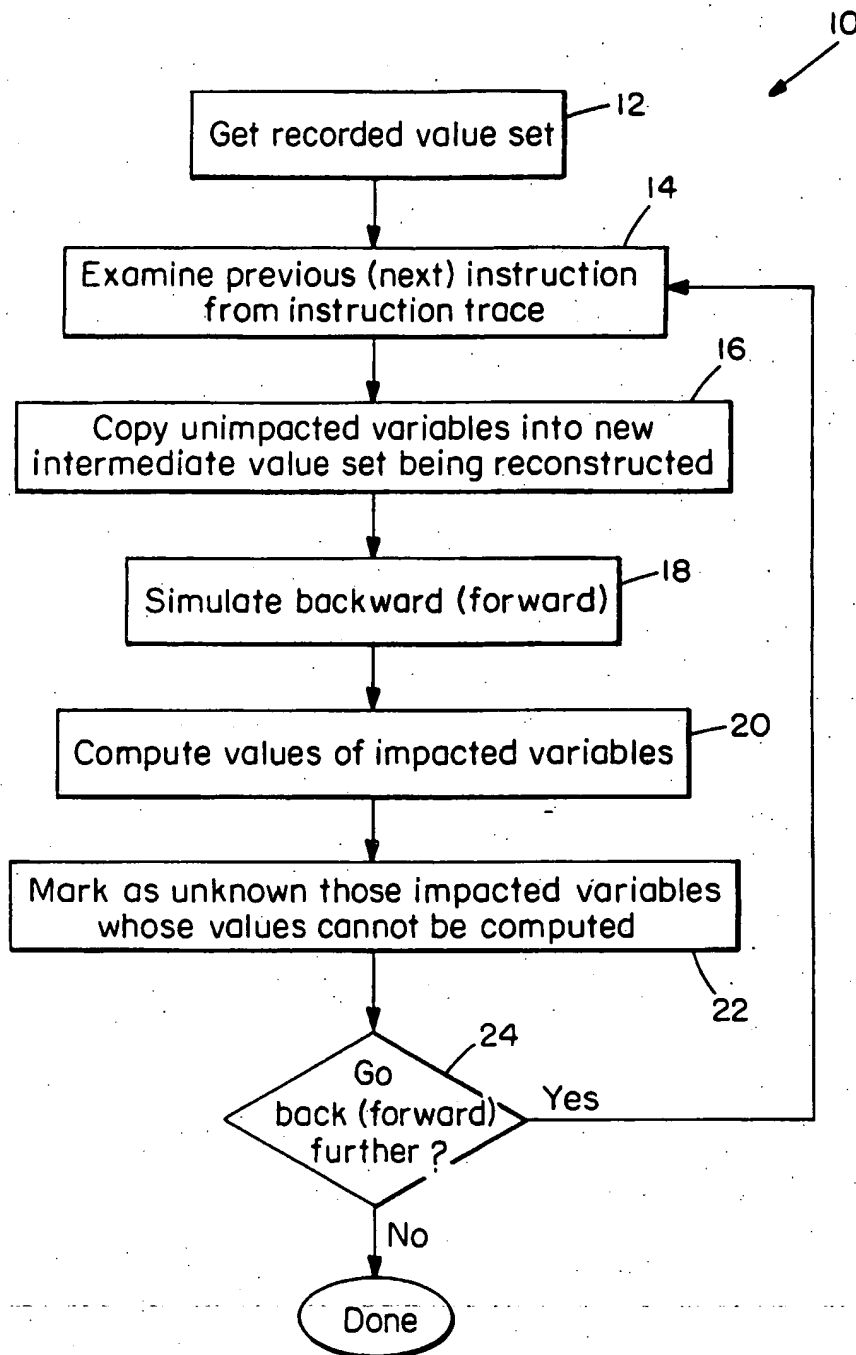 10
12
Get recorded value set
14
Examine previous (next) instruction
from instruction trace
16
Copy unimpacted variables into new
intermediate value set being reconstructed
18
Simulate backward (forward)
20
Compute values of impacted variables
Mark as unknown those impacted variables
whose values cannot be computed
22
24
Go
back (forward)
further ?
Yes
No
Done